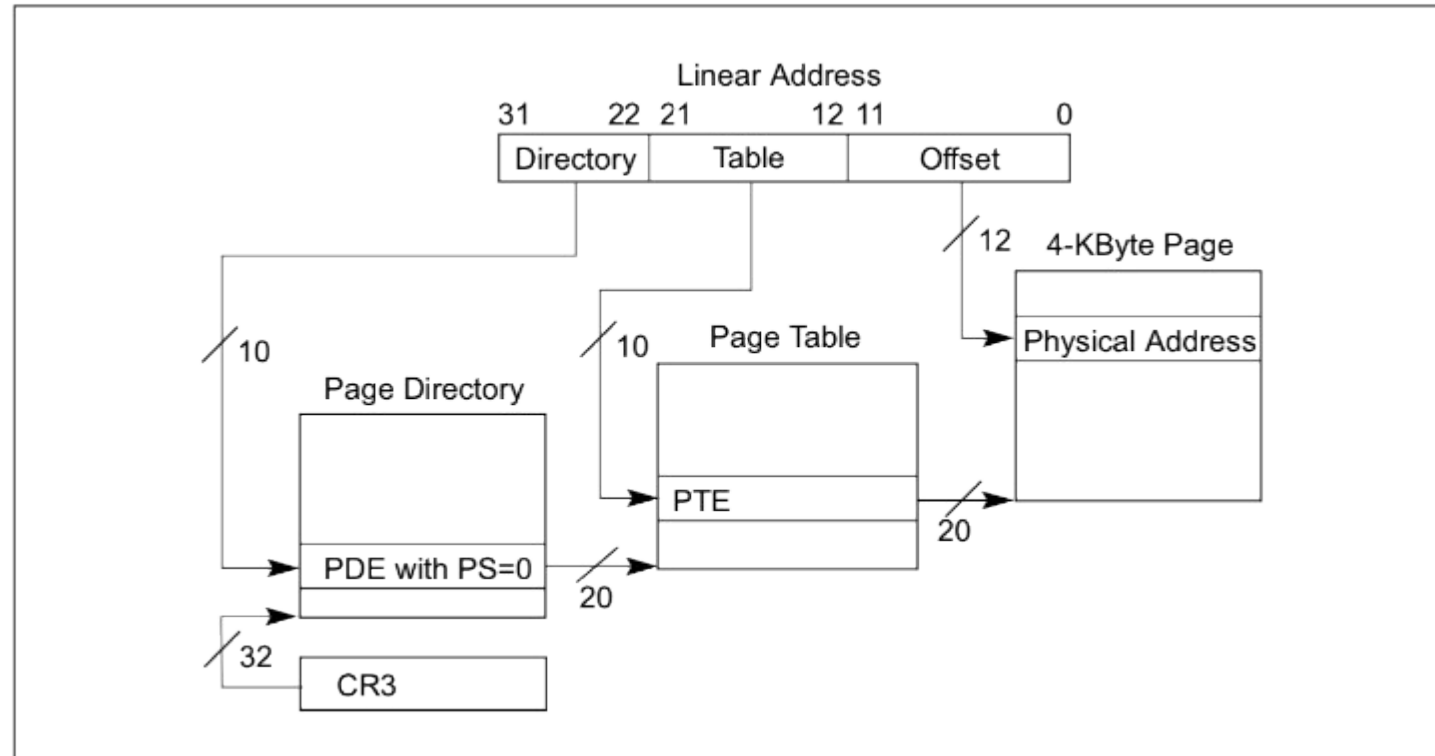 Linear Address
31 22 21 12 11 0
Directory Table Offset
12
4-KByte Page
Physical Address
10
10
Page Table
Page Directory
PTE
20
PDE with PS=0
20
32
CR3